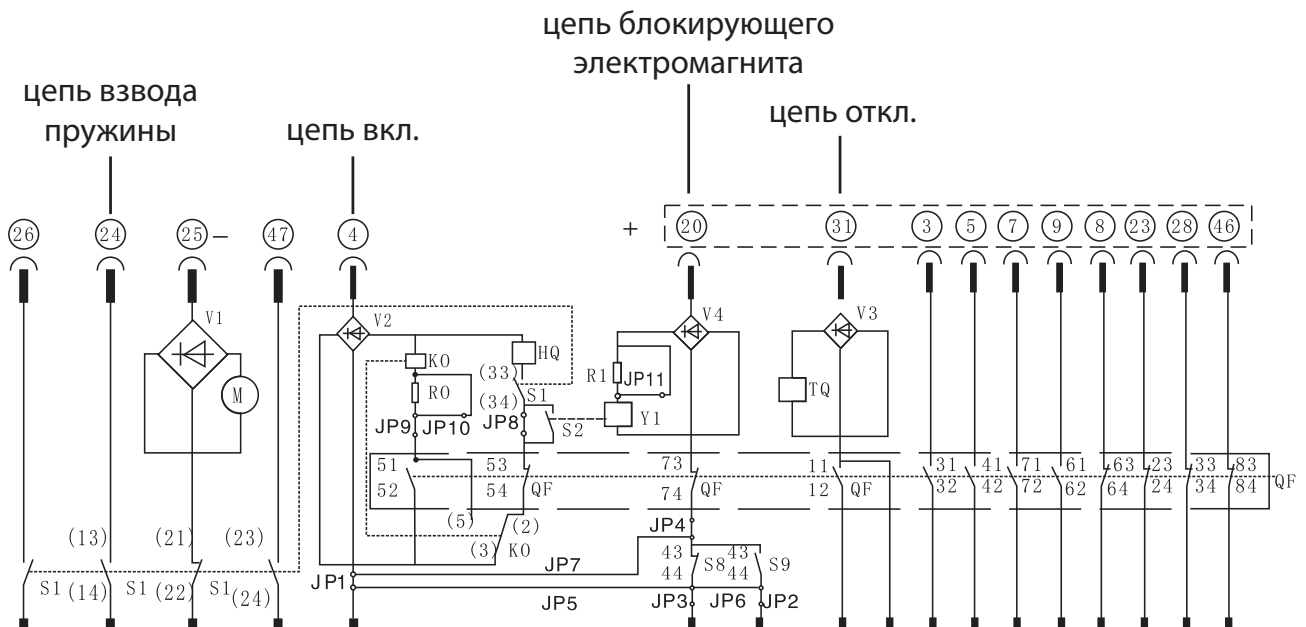 цепь блокирующего
электромагнита
цепь взвода
пружины
цепь вкл.
цепь откл.
26 24 25 − 47 4 + 20 31 3 5 7 9 8 23 28 46
V1 V2 V4 V3
KO HQ
(33) R1 JP11
M RO S1 TQ
(34) Y1
JP9 JP10 JP8 S2
51 53 73 11 31 41 71 61 63 23 33 83
52 54 QF 74 QF 12 QF 32 42 72 62 64 24 34 84 QF
(5) (2) JP4
(13) (21) (23) (3) KO
JP7 43 43
S8 S9
JP1 44 44
S1 (14) S1 (22) S1 (24)
JP5 JP3 JP6 JP2